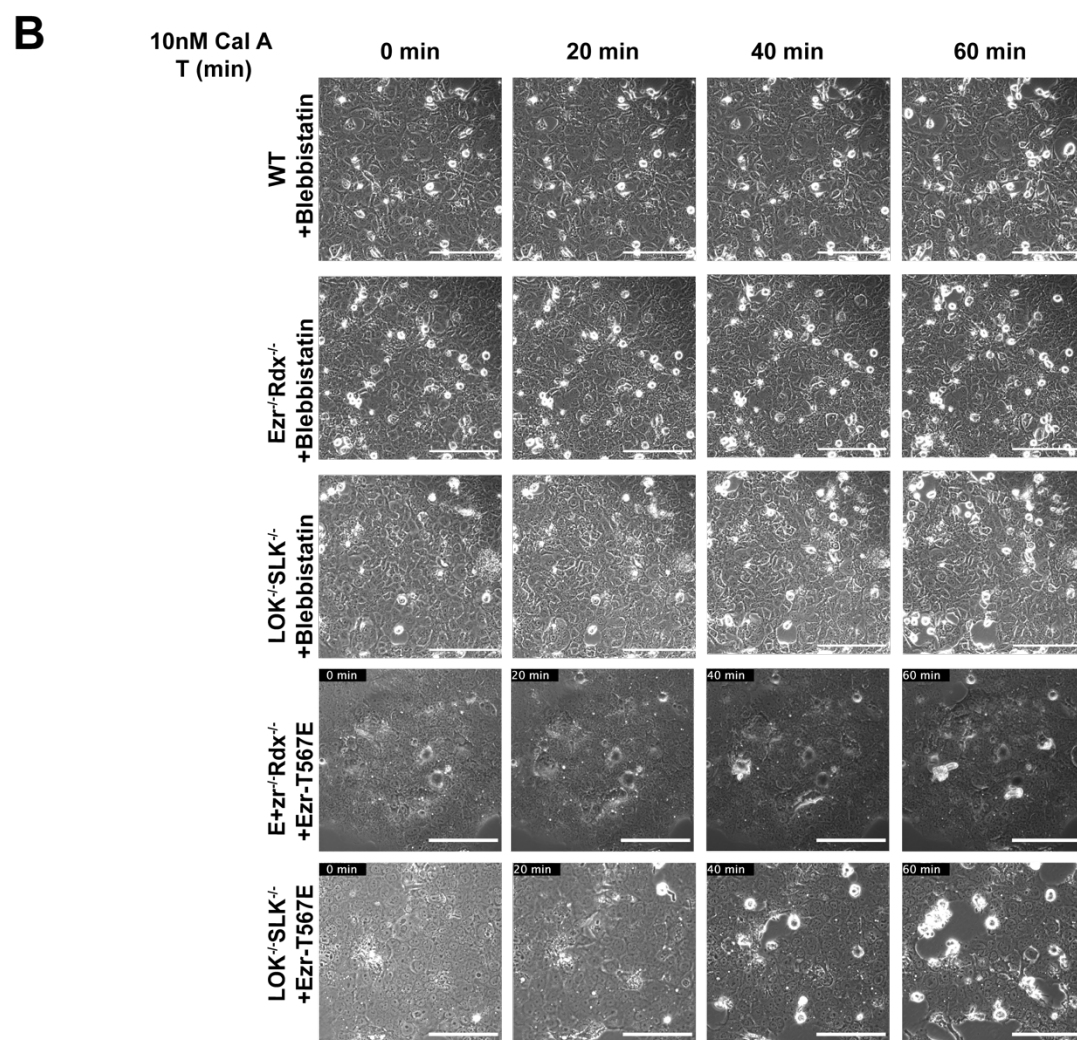 B
10nM Cal A
T (min)
0 min
20 min
40 min
60 min
WT
+Blebbistatin
Ezr-/-Rdx-/-
+Blebbistatin
LOK-/-SLK-/-
+Blebbistatin
E+zr-/-Rdx-/-
+Ezr-T567E
0 min
20 min
40 min
60 min
LOK-/-SLK-/-
+Ezr-T567E
0 min
20 min
40 min
60 min